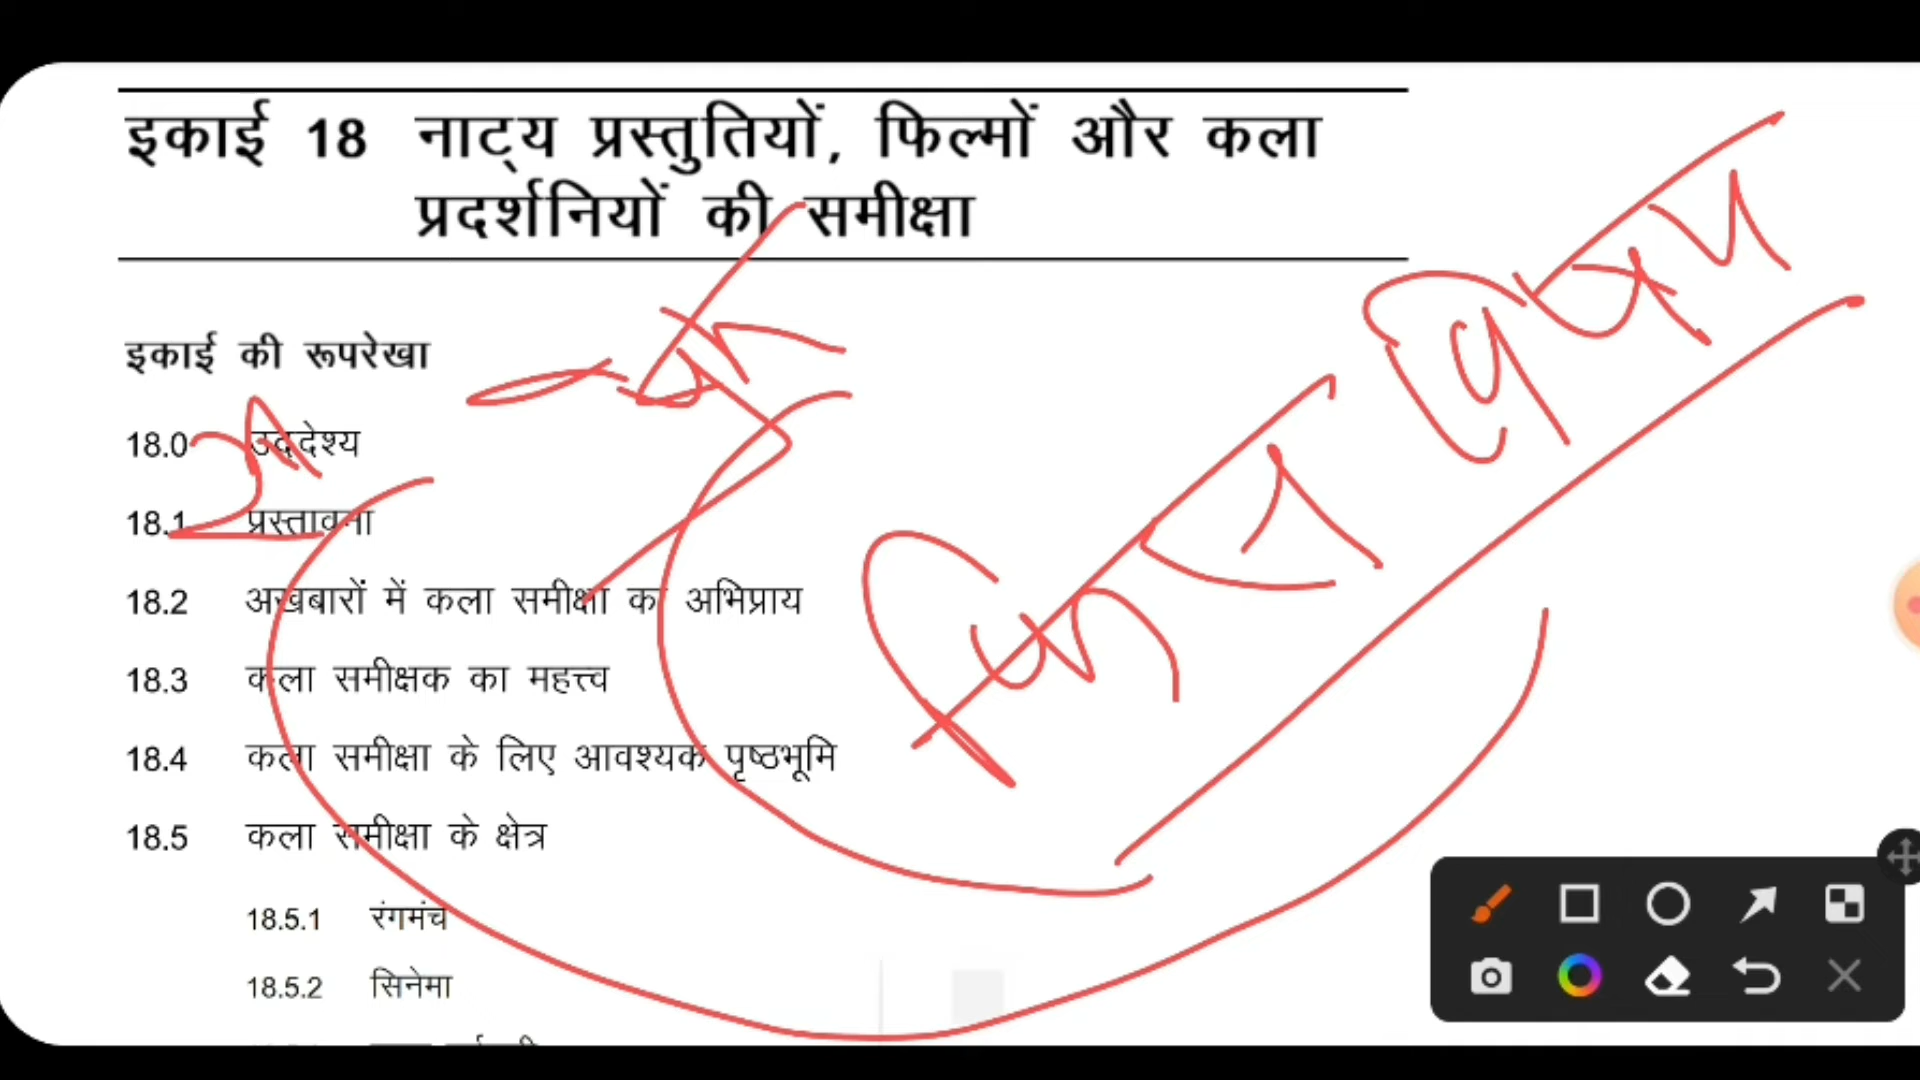 इकाई 18 नाट्य प्रस्तुतियों, फिल्मों और कला
प्रदर्शनियों की समीक्षा
इकाई की रूपरेखा
18.0 उद्देश्य
18.1 प्रस्तावना
18.2 अखबारों में कला समीक्षा का अभिप्राय
18.3 कला समीक्षक का महत्त्व
18.4 कला समीक्षा के लिए आवश्यक पृष्ठभूमि
18.5 कला समीक्षा के क्षेत्र
18.5.1 रंगमंच
18.5.2 सिनेमा